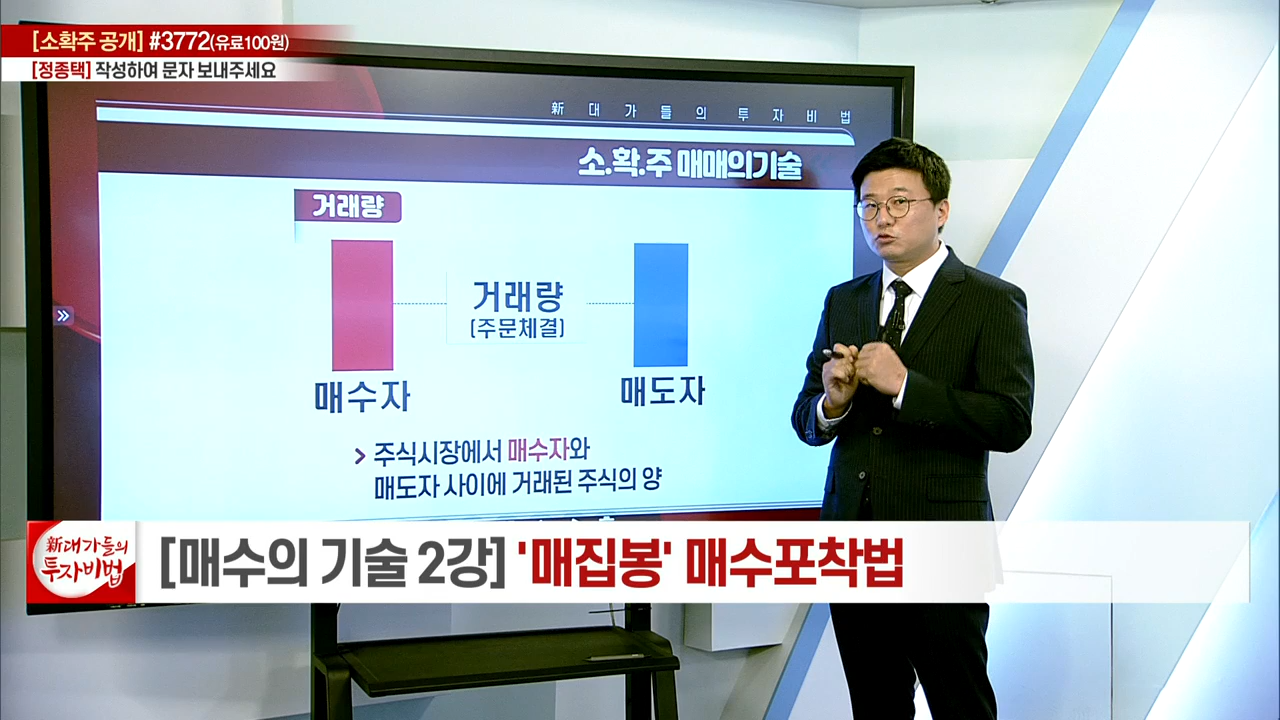 [소확주 공개] #3772(유료100원)
[정종택] 작성하여 문자 보내주세요
新 대 가 들 의 투 자 비 법
소.확.주 매매의기술
거래량
거래량
(주문체결)
매수자
매도자
> 주식시장에서 매수자와
매도자 사이에 거래된 주식의 양
新대가들의
투자비법
[매수의 기술 2강] '매집봉' 매수포착법